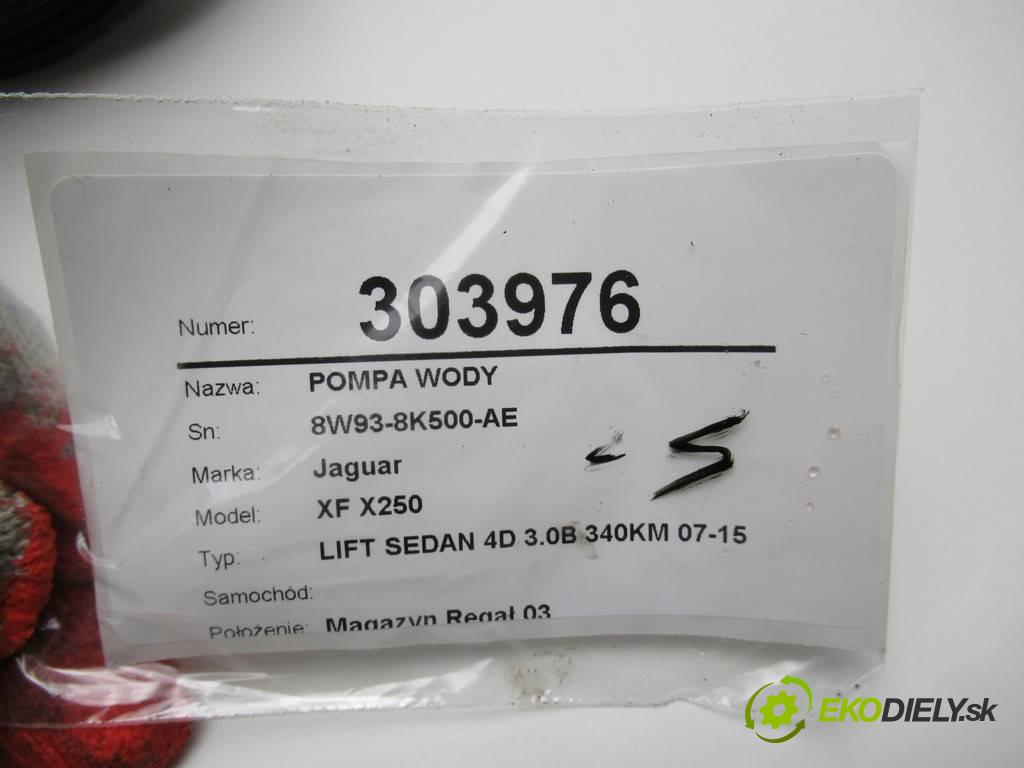 Numer: 303976
Nazwa: POMPA WODY
Sn: 8W93-8K500-AE
Marka: Jaguar
Model: XF X250
Typ: LIFT SEDAN 4D 3.0B 340KM 07-15
Samochód:
Położenie: Magazyn Regał 03
EKODIELY.sk